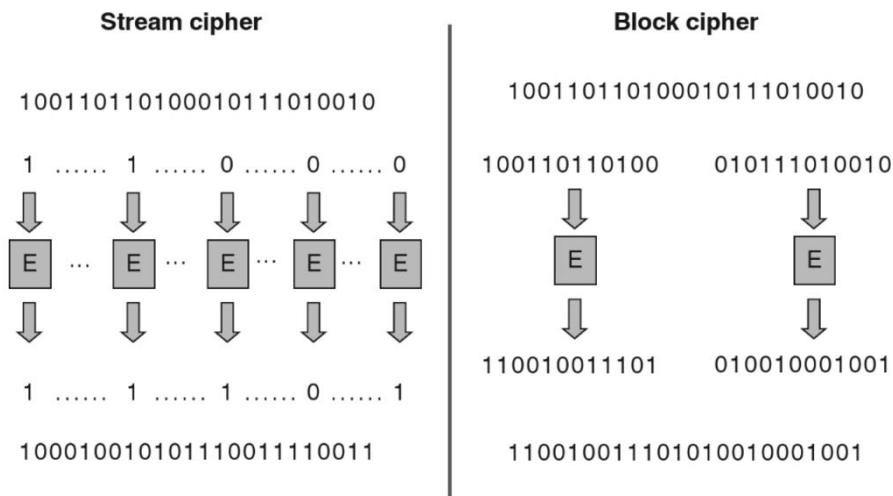 Stream cipher
100110110100010111010010
1 ...... 1 ...... 0 ...... 0 ...... 0
E ... E ... E ... E ... E
1 ...... 1 ...... 1 ...... 0 ...... 1
100010010101110011110011
Block cipher
100110110100010111010010
100110110100 010111010010
E E
110010011101 010010001001
110010011101010010001001